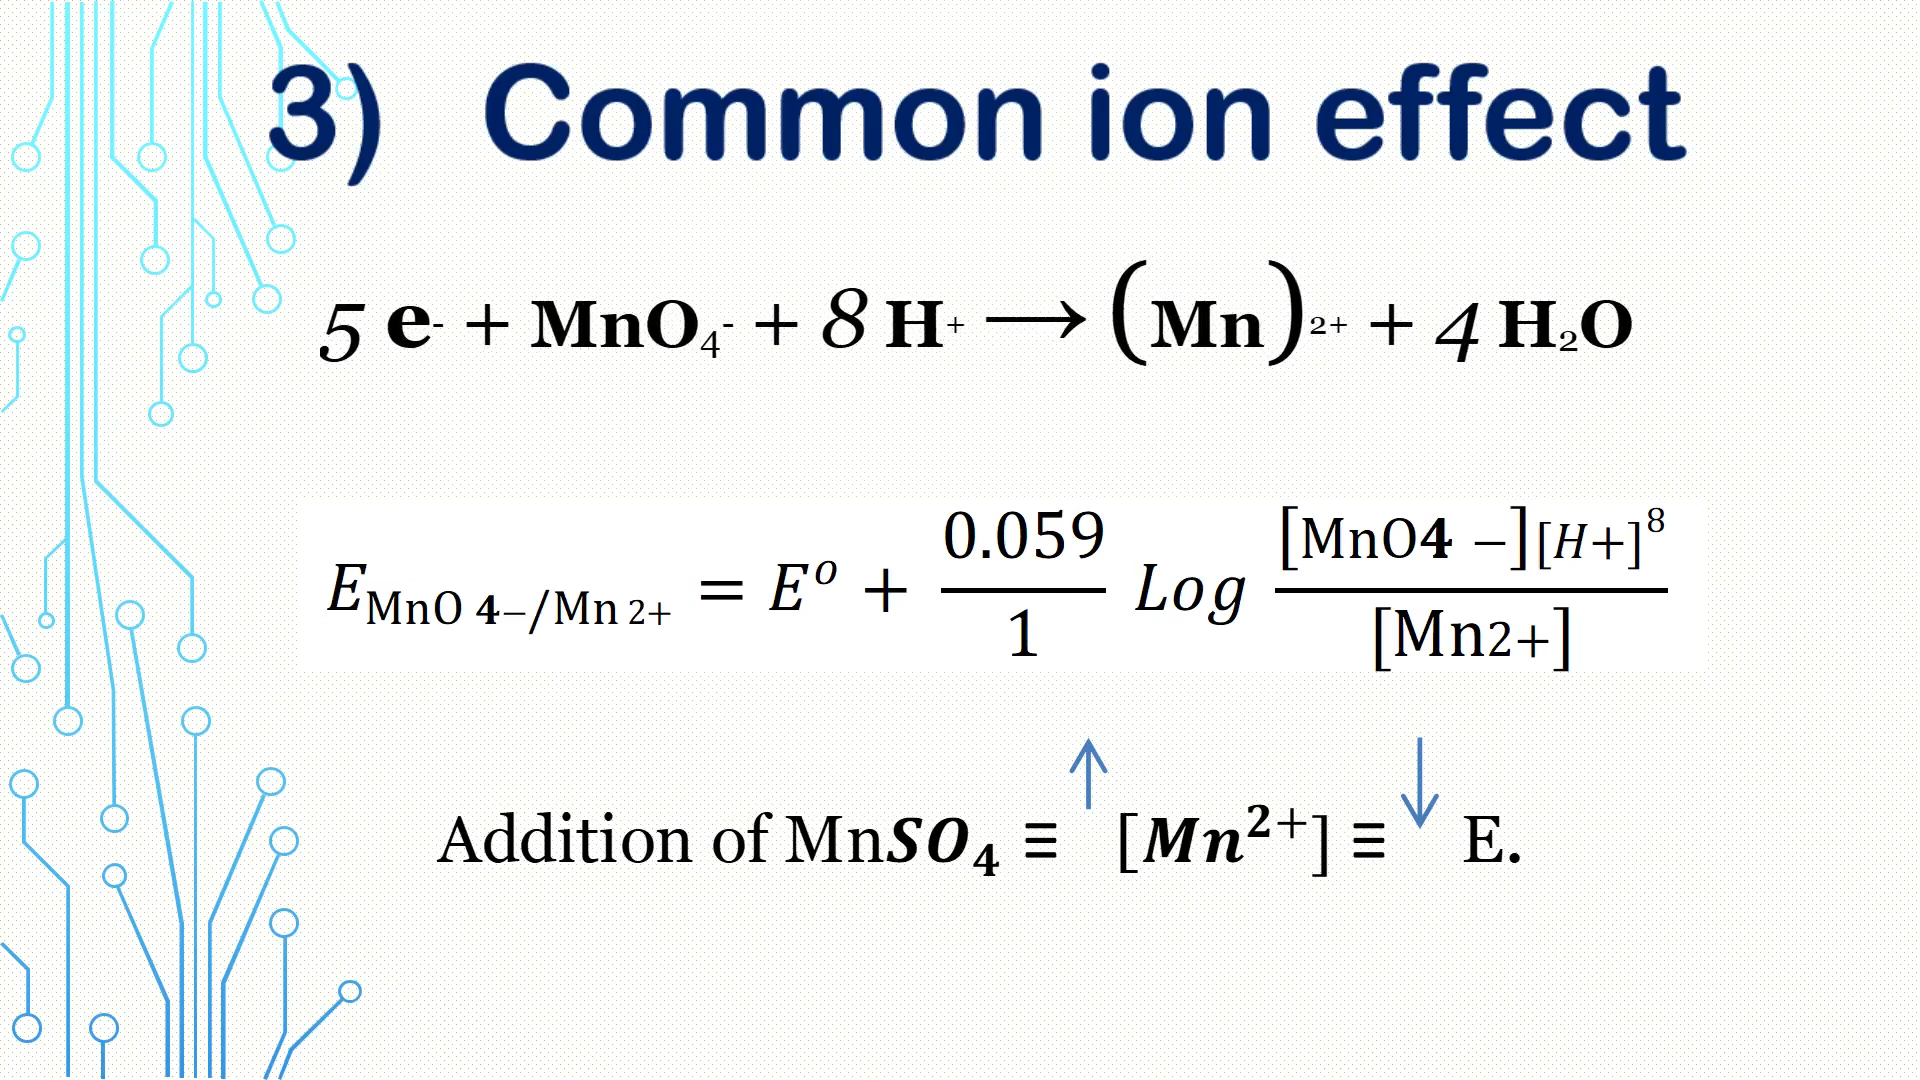 3) Common ion effect
5 e- + MnO4- + 8 H+ ⟶ (Mn)2+ + 4 H2O
E MnO 4−/Mn 2+ = E^o + 0.059/1 Log [MnO4 −][H+]^8/[Mn2+]
Addition of MnSO₄ ≡ ↑ [Mn²⁺] ≡ ↓ E.